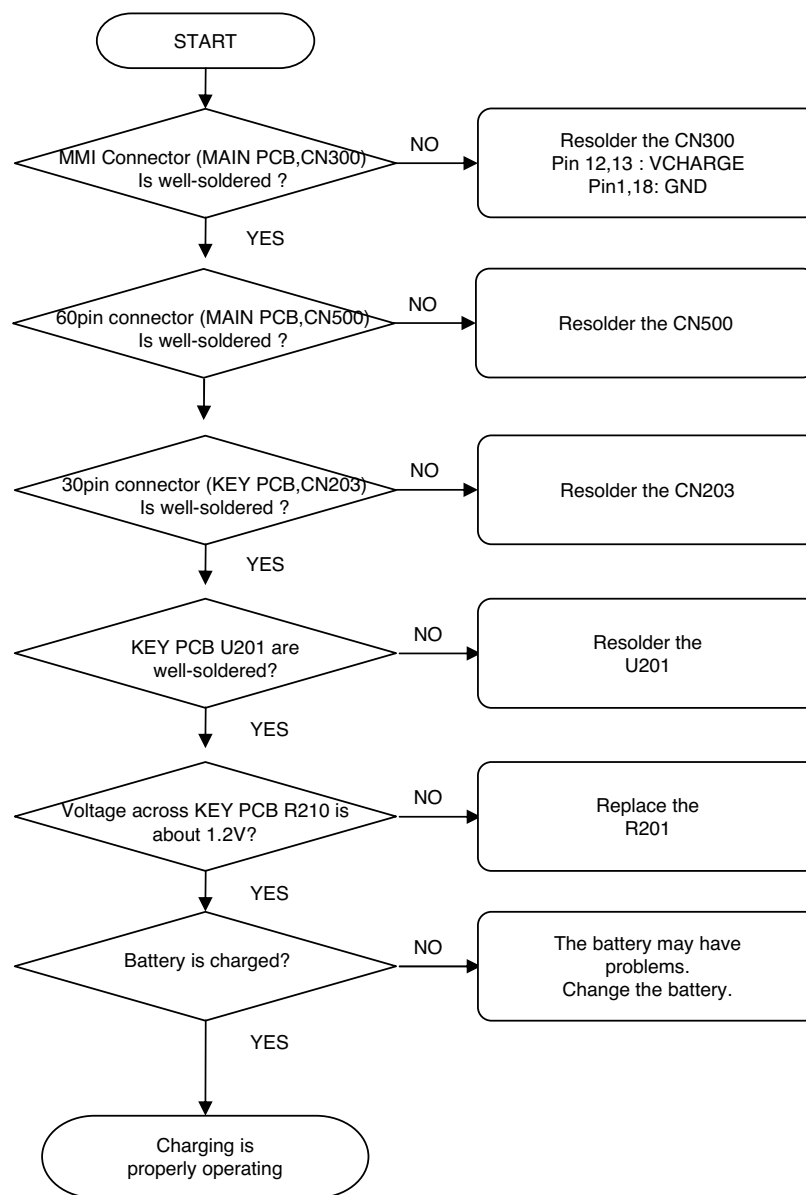 START
MMI Connector (MAIN PCB,CN300)
Is well-soldered ?
NO
Resolder the CN300
Pin 12,13 : VCHARGE
Pin1,18: GND
YES
60pin connector (MAIN PCB,CN500)
Is well-soldered ?
NO
Resolder the CN500
30pin connector (KEY PCB,CN203)
Is well-soldered ?
NO
Resolder the CN203
YES
KEY PCB U201 are
well-soldered?
NO
Resolder the
U201
YES
Voltage across KEY PCB R210 is
about 1.2V?
NO
Replace the
R201
YES
Battery is charged?
NO
The battery may have
problems.
Change the battery.
YES
Charging is
properly operating